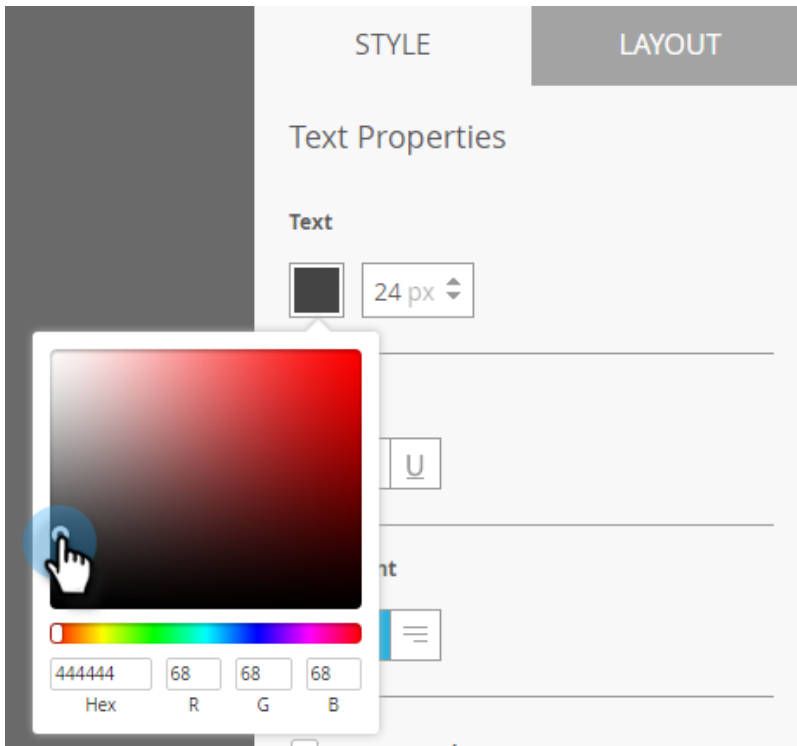 STYLE LAYOUT
Text Properties
Text
24 px
U
nt
444444 68 68 68
Hex R G B